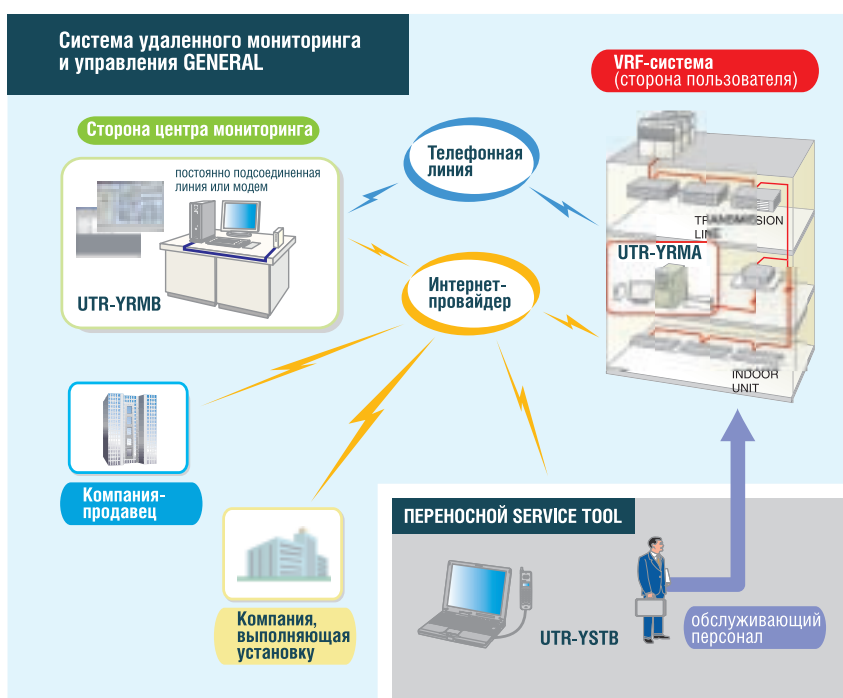 Система удаленного мониторинга
и управления GENERAL
VRF-система
(сторона пользователя)
Сторона центра мониторинга
постоянно подсоединенная
линия или модем
UTR-YRMB
Телефонная
линия
Интернет-
провайдер
TRANSMISSION
LINE
UTR-YRMA
INDOOR
UNIT
Компания-
продавец
Компания,
выполняющая
установку
ПЕРЕНОСНОЙ SERVICE TOOL
UTR-YSTB
обслуживающий
персонал